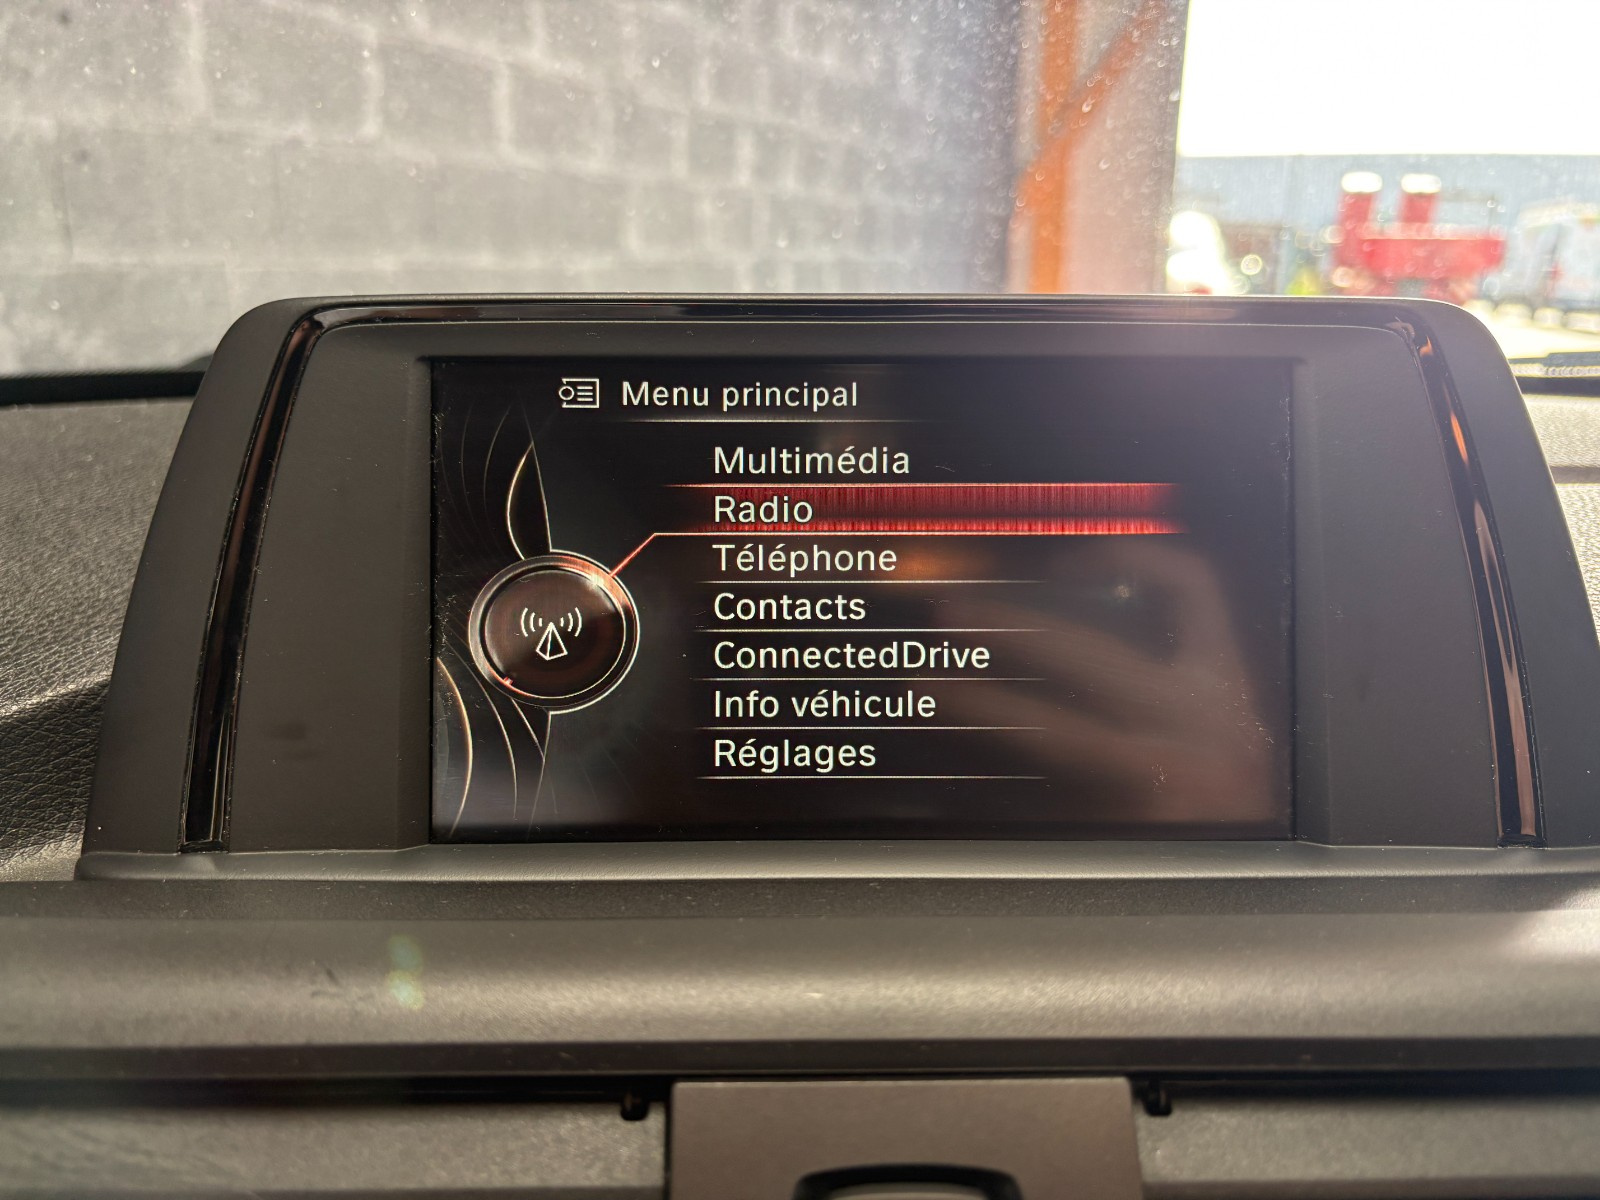 Menu principal
Multimédia
Radio
Téléphone
Contacts
ConnectedDrive
Info véhicule
Réglages